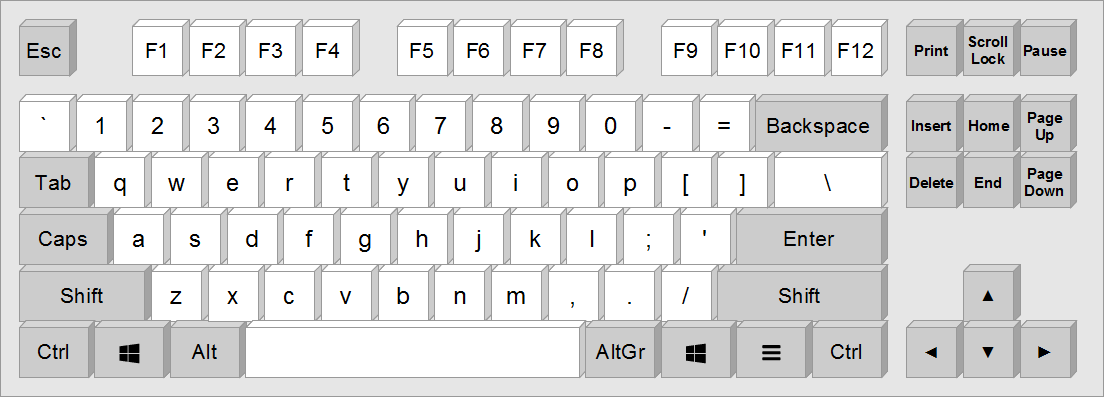 Esc F1 F2 F3 F4 F5 F6 F7 F8 F9 F10 F11 F12 Print Scroll Lock Pause
` 1 2 3 4 5 6 7 8 9 0 - = Backspace Insert Home Page Up
Tab q w e r t y u i o p [ ] \ Delete End Page Down
Caps a s d f g h j k l ; ' Enter
Shift z x c v b n m , . / Shift ▲
Ctrl Alt AltGr ☰ Ctrl ◄ ▼ ►